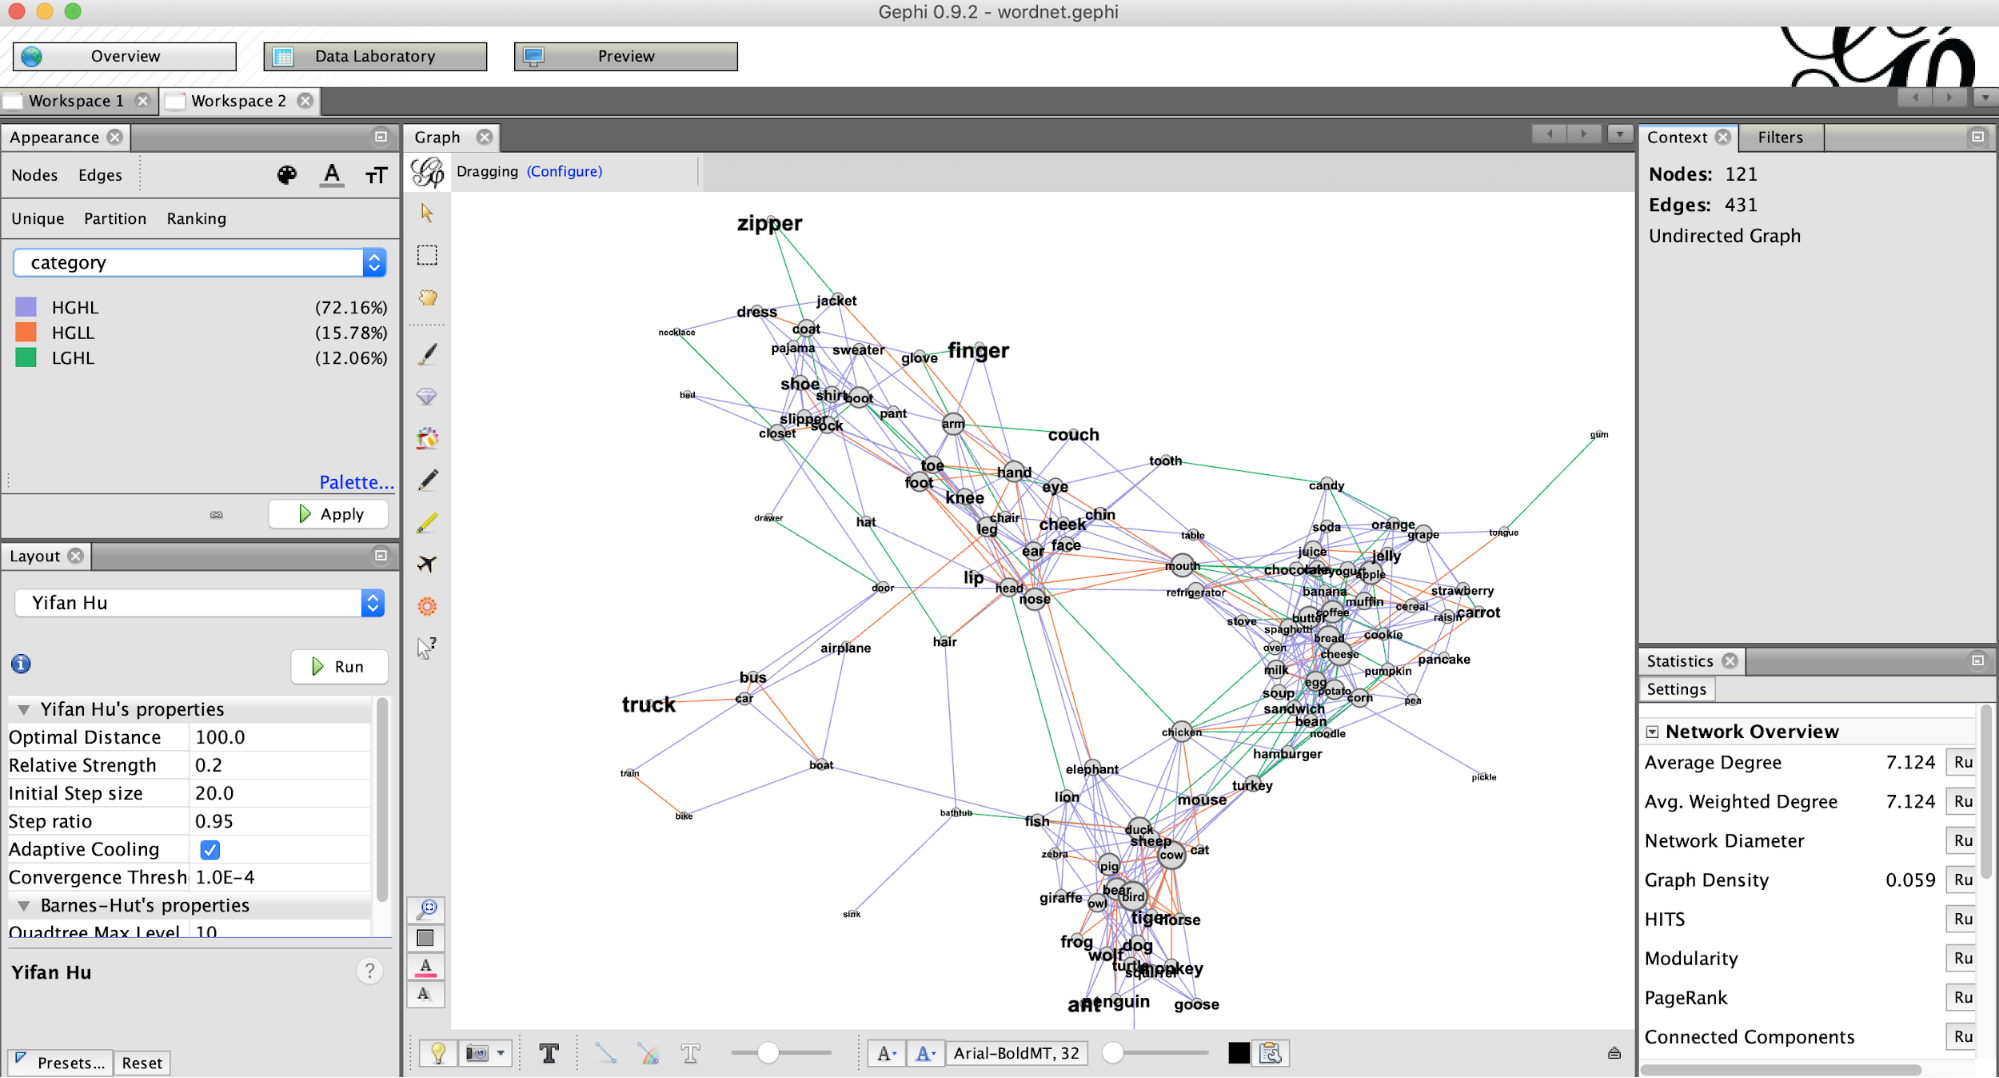 Gephi 0.9.2 - wordnet.gephi
Overview
Data Laboratory
Preview
Workspace 1
Workspace 2
Appearance
Graph
Context
Filters
Nodes Edges
Dragging (Configure)
Nodes: 121
Edges: 431
Undirected Graph
Unique Partition Ranking
category
HGHL (72.16%)
HGLL (15.78%)
LGHL (12.06%)
Palette...
Apply
Layout
Yifan Hu
Run
Yifan Hu's properties
Optimal Distance 100.0
Relative Strength 0.2
Initial Step size 20.0
Step ratio 0.95
Adaptive Cooling
Convergence Thresh 1.0E-4
Barnes-Hut's properties
Quadtree Max Level 10
Yifan Hu
Presets...
Reset
zipper
jacket
dress
coat
necklace
pajama
sweater
glove
finger
shoe
shirt
boot
bed
slipper
sock
pant
closet
arm
couch
gum
tooth
toe
hand
foot
eye
knee
candy
drawer
hat
leg
chair
cheek
chin
soda
orange
grape
tongue
table
ear
face
juice
jelly
mouth
chocolate
yogurt
apple
lip
head
nose
door
refrigerator
banana
strawberry
muffin
cereal
raisin
carrot
butter
coffee
stove
spaghetti
bread
cookie
hair
airplane
oven
cheese
pancake
milk
pumpkin
bus
car
truck
egg
potato
soup
corn
pea
sandwich
bean
noodle
chicken
hamburger
train
boat
elephant
pickle
turkey
lion
mouse
bike
bathtub
fish
duck
sheep
cow
cat
zebra
pig
bear
bird
giraffe
owl
sink
tiger
horse
frog
dog
wolf
turtle
squirrel
monkey
ant
penguin
goose
Arial-BoldMT, 32
Statistics
Settings
Network Overview
Average Degree 7.124 Ru
Avg. Weighted Degree 7.124 Ru
Network Diameter Ru
Graph Density 0.059 Ru
HITS Ru
Modularity Ru
PageRank Ru
Connected Components Ru